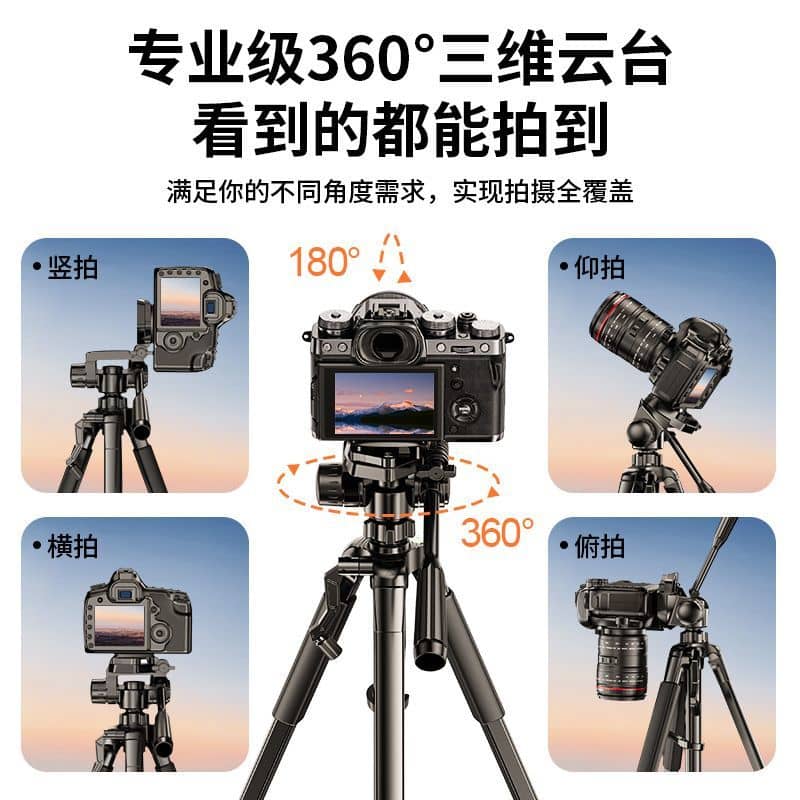 专业级360°三维云台
看到的都能拍到
满足你的不同角度需求，实现拍摄全覆盖
•竖拍
180°
•仰拍
360°
•横拍
•俯拍